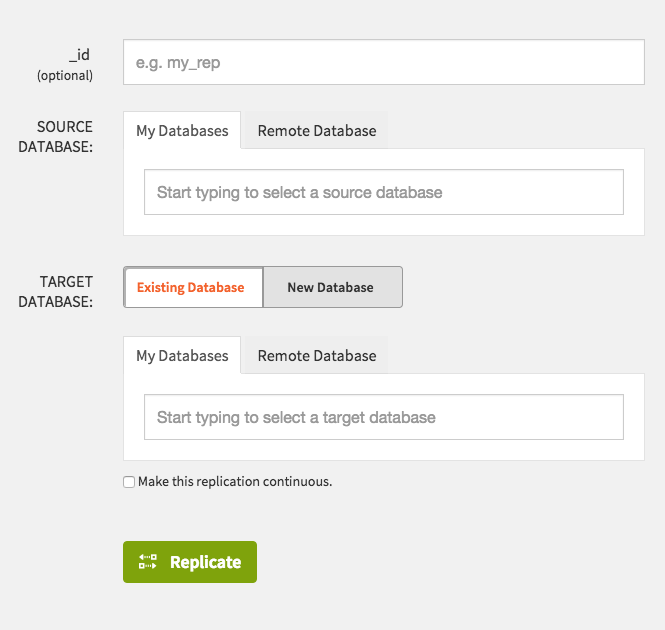 _id
(optional)
e.g. my_rep
SOURCE
DATABASE:
My Databases Remote Database
Start typing to select a source database
TARGET
DATABASE:
Existing Database New Database
My Databases Remote Database
Start typing to select a target database
Make this replication continuous.
Replicate